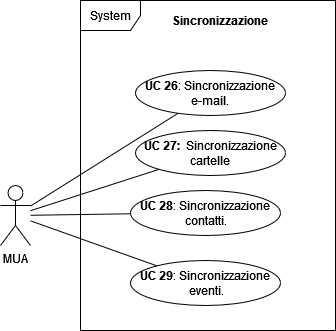 System
Sincronizzazione
UC 26: Sincronizzazione
e-mail.
UC 27: Sincronizzazione
cartelle
UC 28: Sincronizzazione
contatti.
MUA
UC 29: Sincronizzazione
eventi.